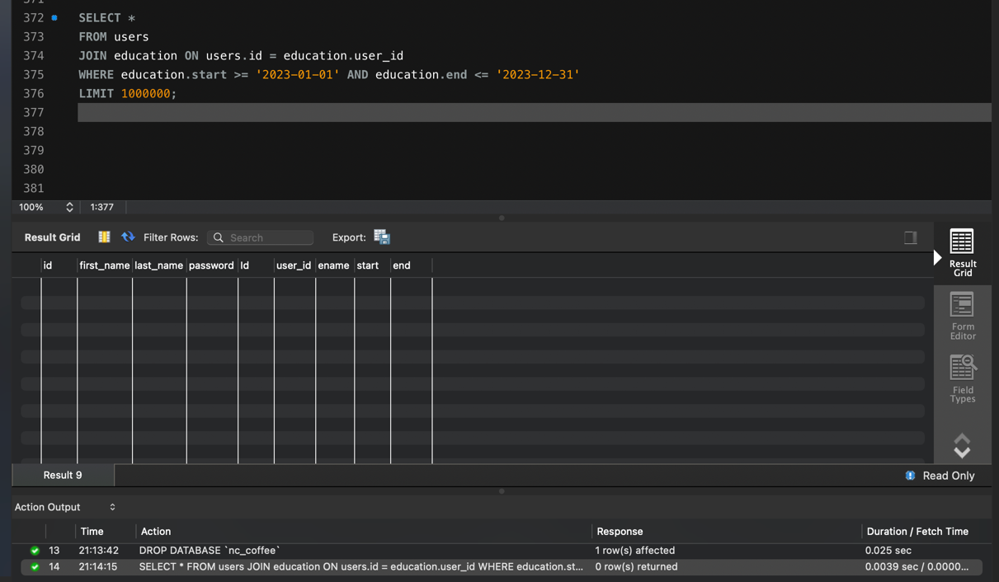 371
372 SELECT *
373 FROM users
374 JOIN education ON users.id = education.user_id
375 WHERE education.start >= '2023-01-01' AND education.end <= '2023-12-31'
376 LIMIT 1000000;
377
378
379
380
381
100% 1:377
Result Grid Filter Rows: Search Export:
id first_name last_name password Id user_id ename start end
Result Grid
Form Editor
Field Types
Result 9 Read Only
Action Output
Time Action Response Duration / Fetch Time
13 21:13:42 DROP DATABASE `nc_coffee` 1 row(s) affected 0.025 sec
14 21:14:15 SELECT * FROM users JOIN education ON users.id = education.user_id WHERE education.st... 0 row(s) returned 0.0039 sec / 0.0000...